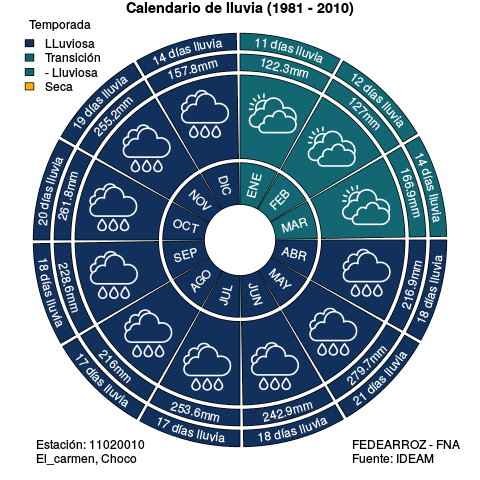 Calendario de lluvia (1981 - 2010)
Temporada
LLuviosa
Transición
- Lluviosa
Seca
11 días lluvia
122.3mm
ENE
12 días lluvia
127mm
FEB
14 días lluvia
166.9mm
MAR
18 días lluvia
216.9mm
ABR
21 días lluvia
279.7mm
MAY
18 días lluvia
242.9mm
JUN
17 días lluvia
253.6mm
JUL
17 días lluvia
216mm
AGO
18 días lluvia
228.6mm
SEP
20 días lluvia
261.8mm
OCT
19 días lluvia
255.2mm
NOV
14 días lluvia
157.8mm
DIC
Estación: 11020010
El_carmen, Choco
FEDEARROZ - FNA
Fuente: IDEAM